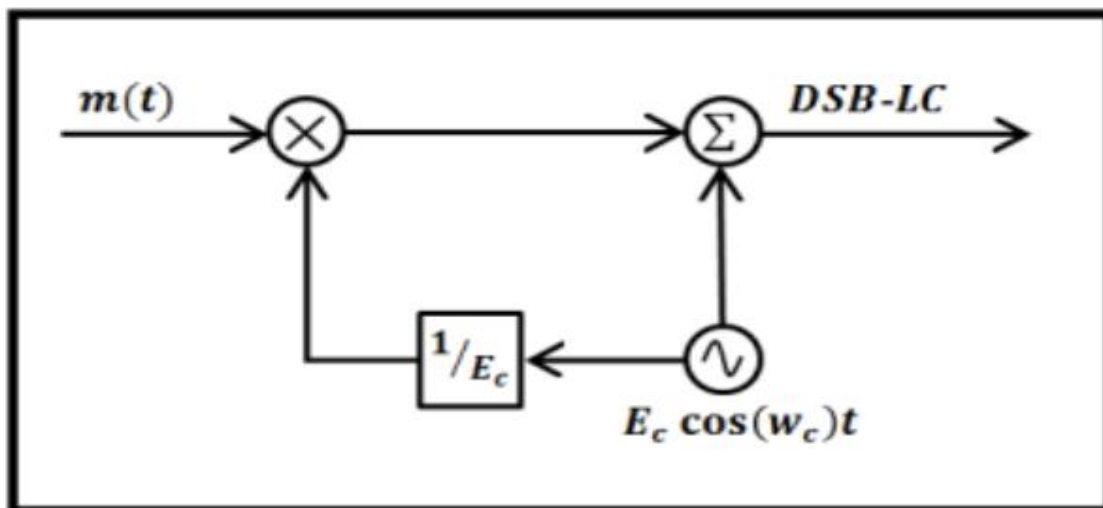 m(t)
DSB-LC
Σ
1/E_c
E_c cos(w_c)t